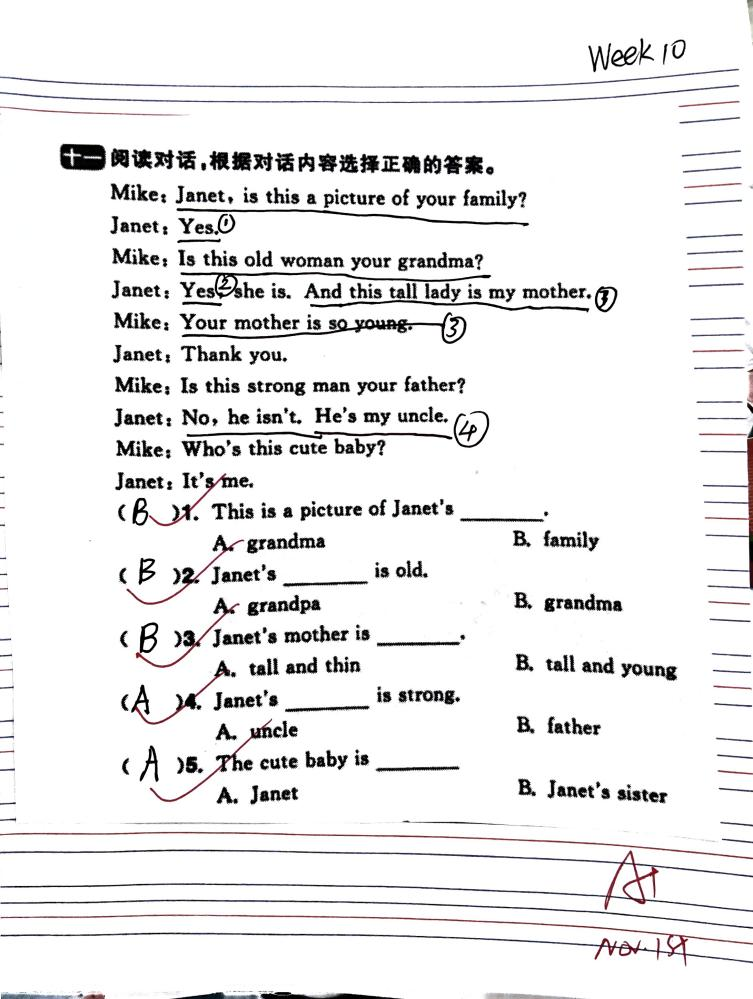 Week 10
十一 阅读对话,根据对话内容选择正确的答案。
Mike: Janet, is this a picture of your family?
Janet: Yes. ①
Mike: Is this old woman your grandma?
Janet: Yes, ② she is. And this tall lady is my mother. ③
Mike: Your mother is so young. ③
Janet: Thank you.
Mike: Is this strong man your father?
Janet: No, he isn't. He's my uncle. ④
Mike: Who's this cute baby?
Janet: It's me.
( B )1. This is a picture of Janet's ________.
A. grandma B. family
( B )2. Janet's ________ is old.
A. grandpa B. grandma
( B )3. Janet's mother is ________.
A. tall and thin B. tall and young
( A )4. Janet's ________ is strong.
A. uncle B. father
( A )5. The cute baby is ________
A. Janet B. Janet's sister
A+
Nov. 1st